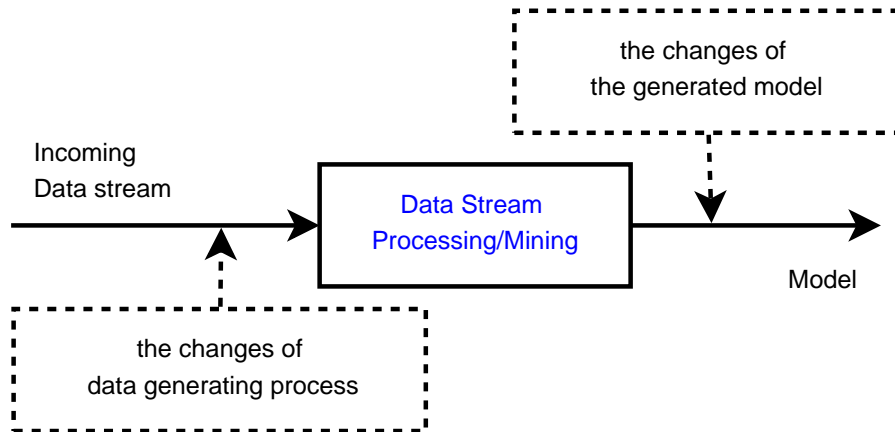 the changes of
the generated model
Incoming
Data stream
Data Stream
Processing/Mining
Model
the changes of
data generating process